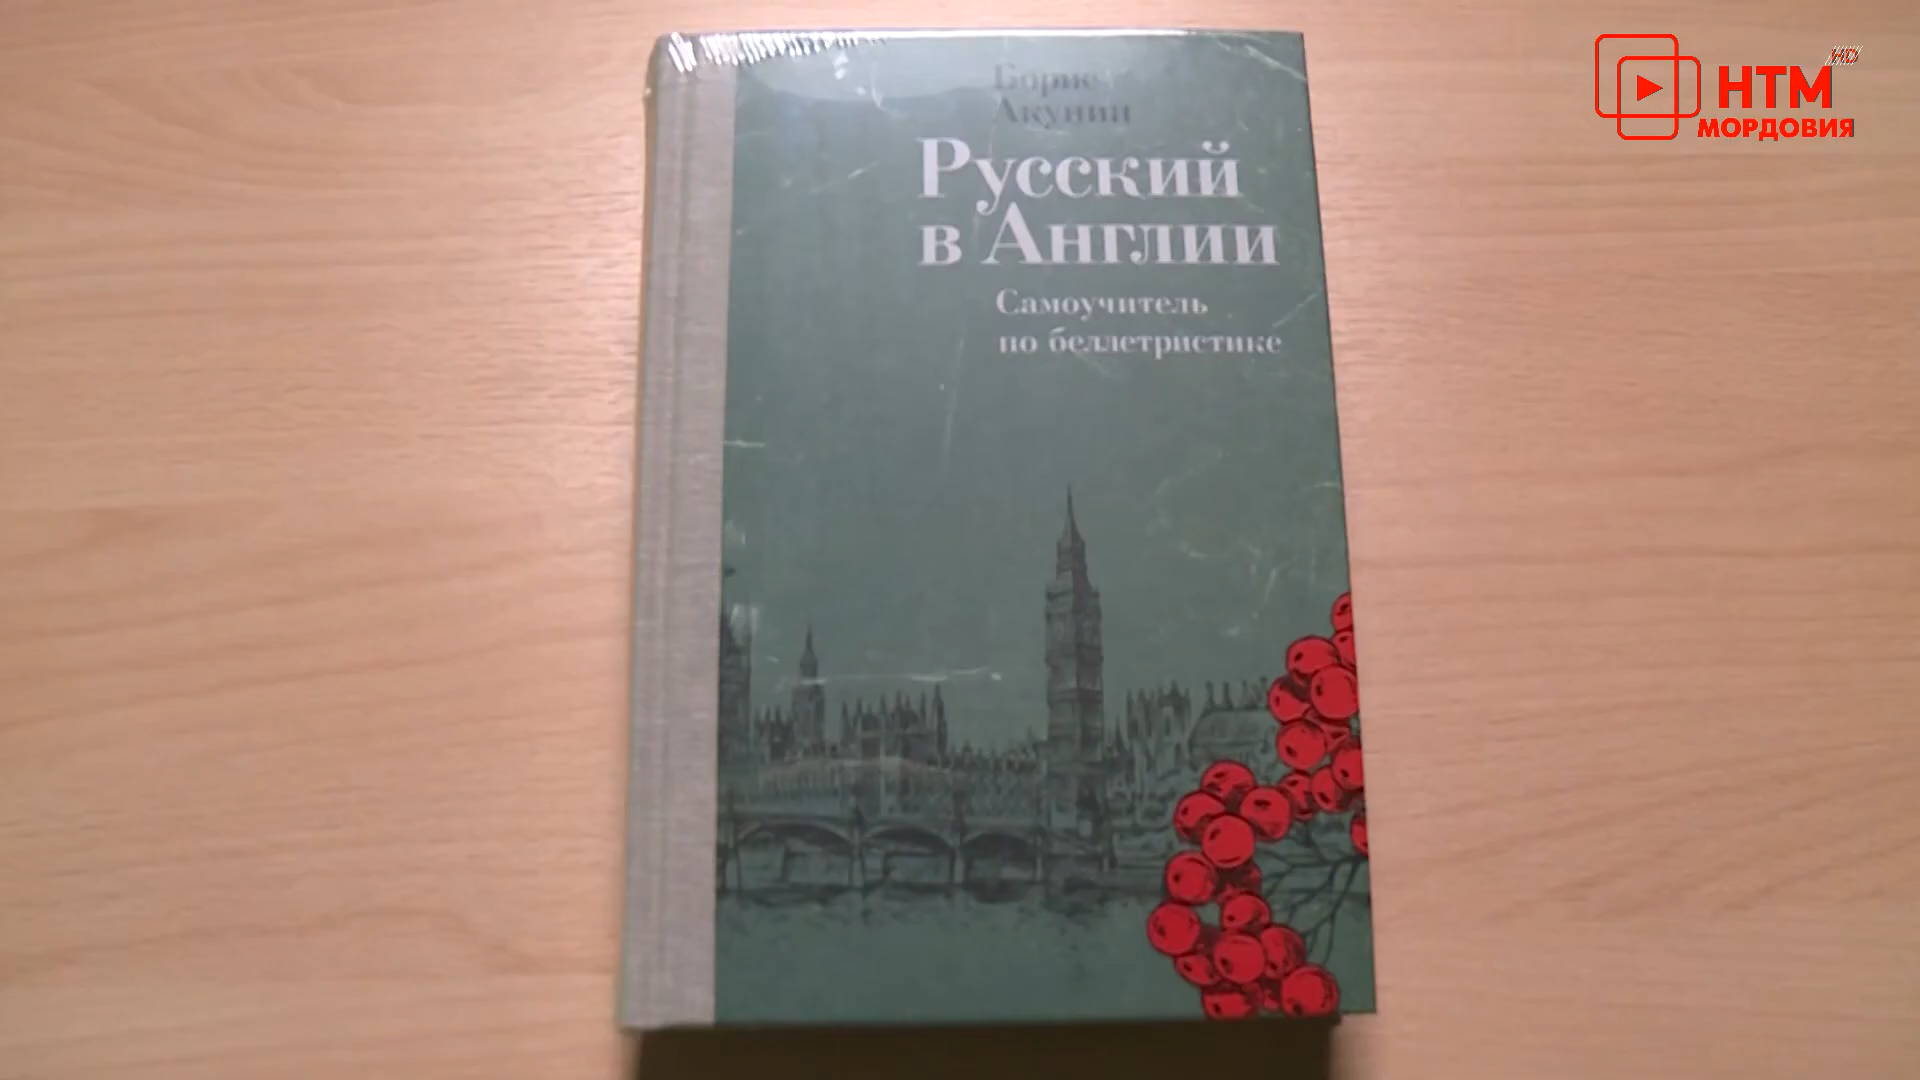 Борис
Акунин
Русский
в Англии
Самоучитель
по беллетристике
НТМ HD
МОРДОВИЯ